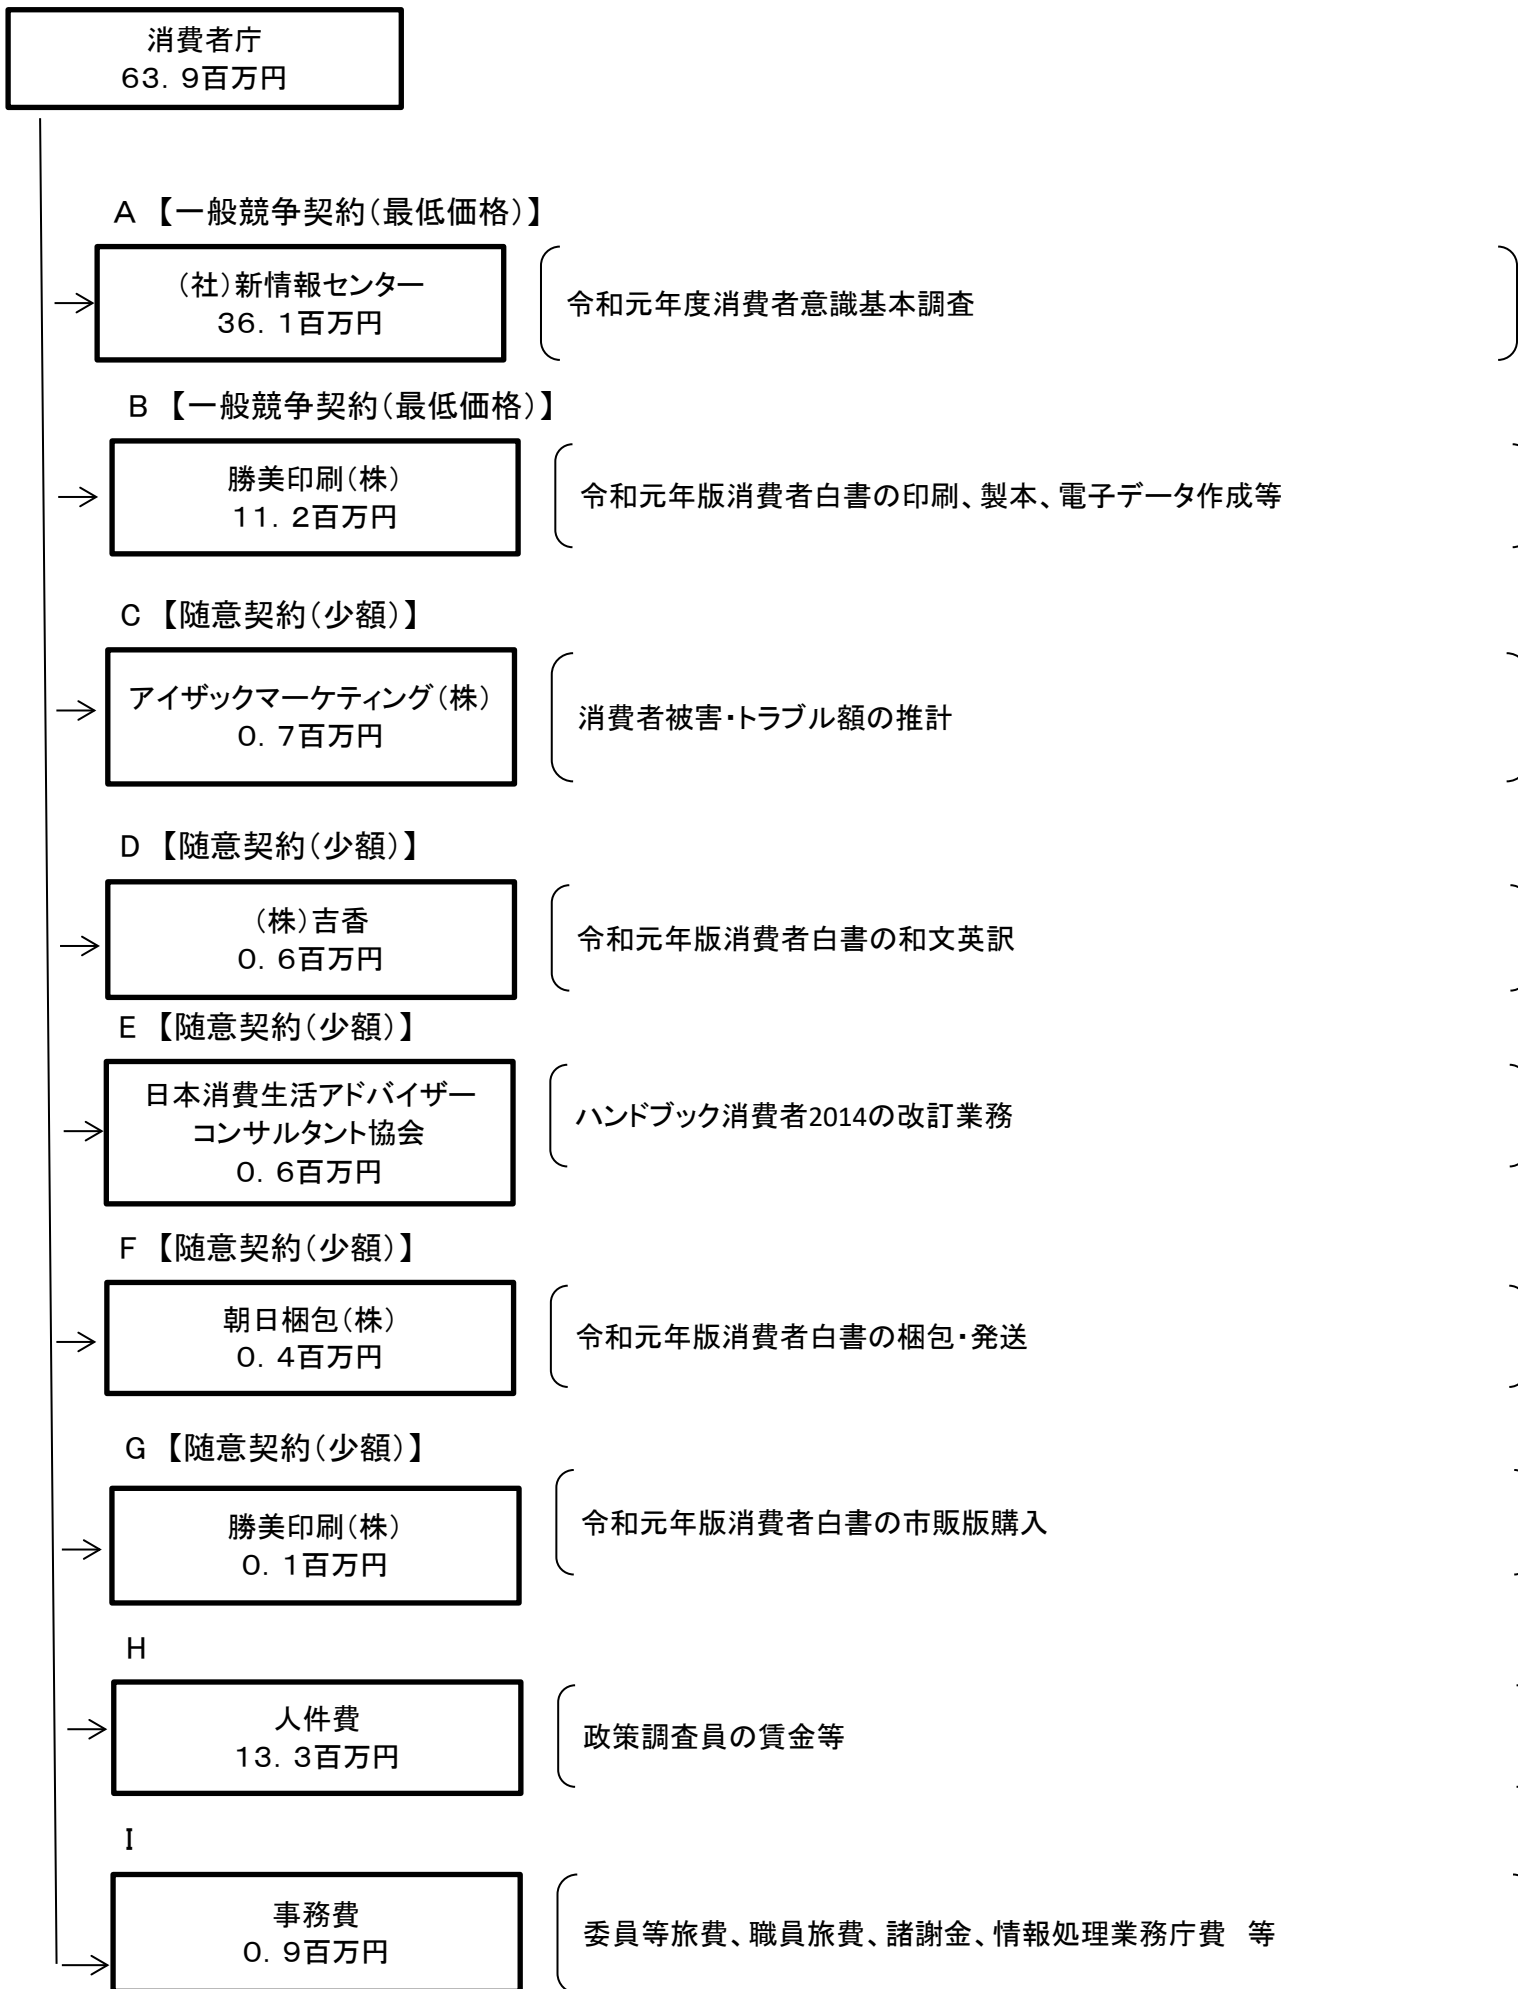 消費者庁
63．9百万円
A 【一般競争契約（最低価格）】
（社）新情報センター
36．1百万円
令和元年度消費者意識基本調査
B 【一般競争契約（最低価格）】
勝美印刷（株）
11．2百万円
令和元年版消費者白書の印刷、製本、電子データ作成等
C 【随意契約（少額）】
アイザックマーケティング（株）
0．7百万円
消費者被害・トラブル額の推計
D 【随意契約（少額）】
（株）吉香
0．6百万円
令和元年版消費者白書の和文英訳
E 【随意契約（少額）】
日本消費生活アドバイザー
コンサルタント協会
0．6百万円
ハンドブック消費者2014の改訂業務
F 【随意契約（少額）】
朝日梱包（株）
0．4百万円
令和元年版消費者白書の梱包・発送
G 【随意契約（少額）】
勝美印刷（株）
0．1百万円
令和元年版消費者白書の市販版購入
H
人件費
13．3百万円
政策調査員の賃金等
I
事務費
0．9百万円
委員等旅費、職員旅費、諸謝金、情報処理業務庁費　等